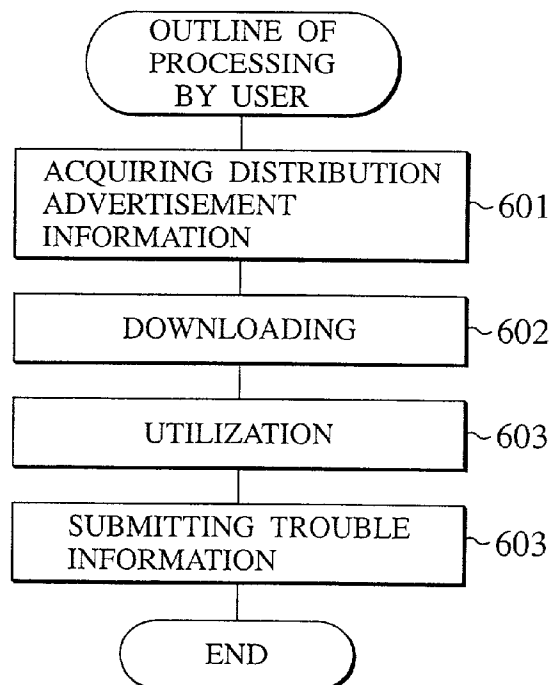 OUTLINE OF
PROCESSING
BY USER
ACQUIRING DISTRIBUTION
ADVERTISEMENT
INFORMATION
601
DOWNLOADING
602
UTILIZATION
603
SUBMITTING TROUBLE
INFORMATION
603
END